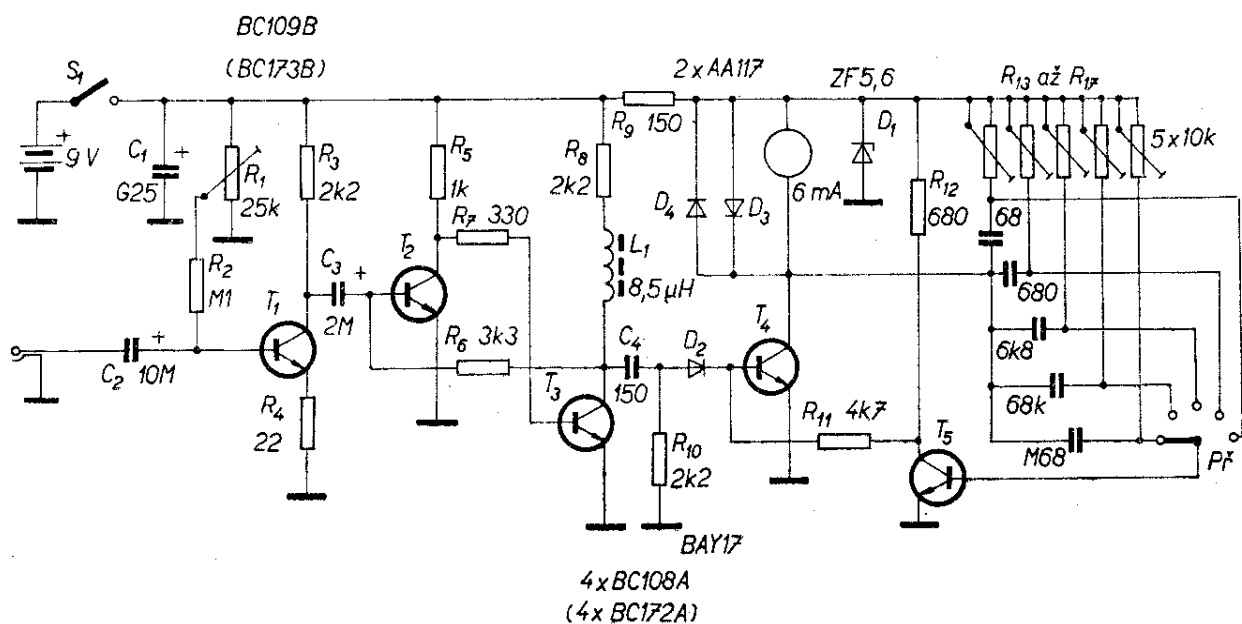 BC109B
(BC173B)
S1
2 x AA117
ZF5,6
R13 až R17
+
9 V
C1
+
G25
R1
25k
R3
2k2
R5
1k
R9
150
R8
2k2
6 mA
D1
R12
680
5 x 10k
R7
330
D4
D3
68
R2
M1
T1
C3
+
2M
T2
L1
8,5 µH
680
C2
10M
+
R6
3k3
C4
150
D2
T4
6k8
R4
22
T3
R10
2k2
R11
4k7
T5
68k
M68
Př
BAY17
4 x BC108A
(4 x BC172A)